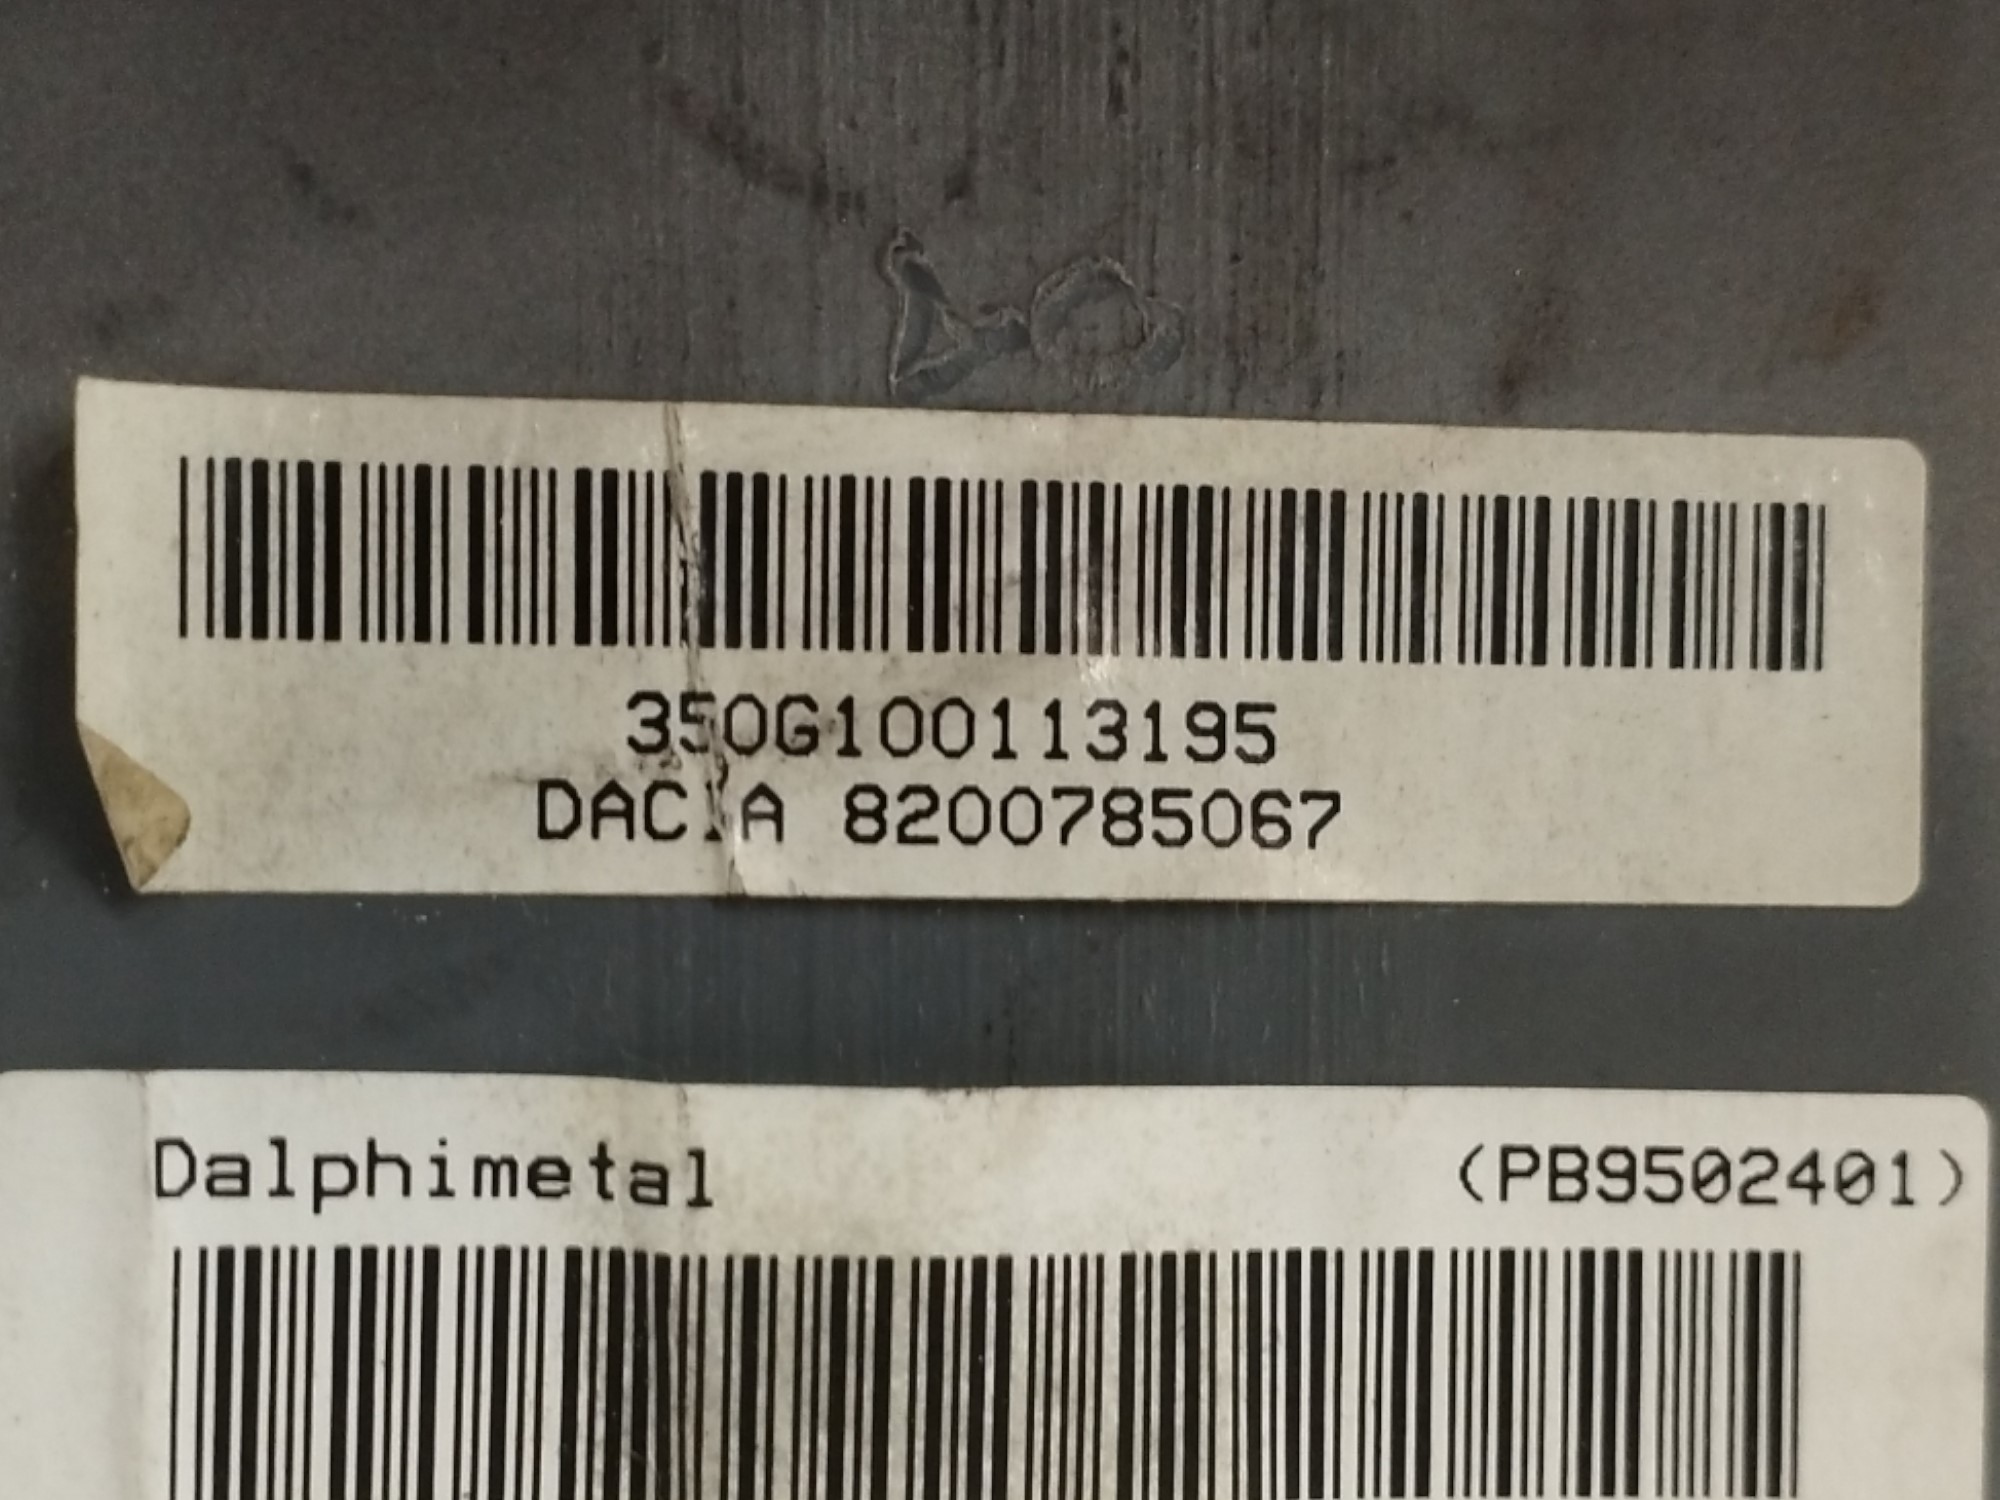 350G100113195
DACIA 8200785067
Dalphimetal (PB9502401)